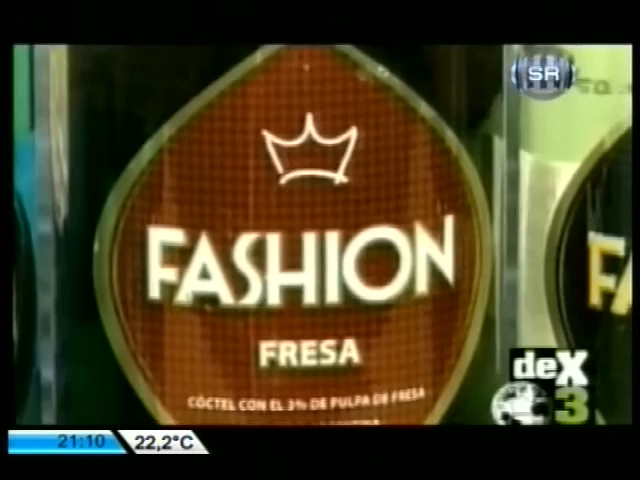 SR
FASHION
FRESA
CÓCTEL CON EL 3% DE PULPA DE FRESA
FA
deX
3
21:10
22,2°C